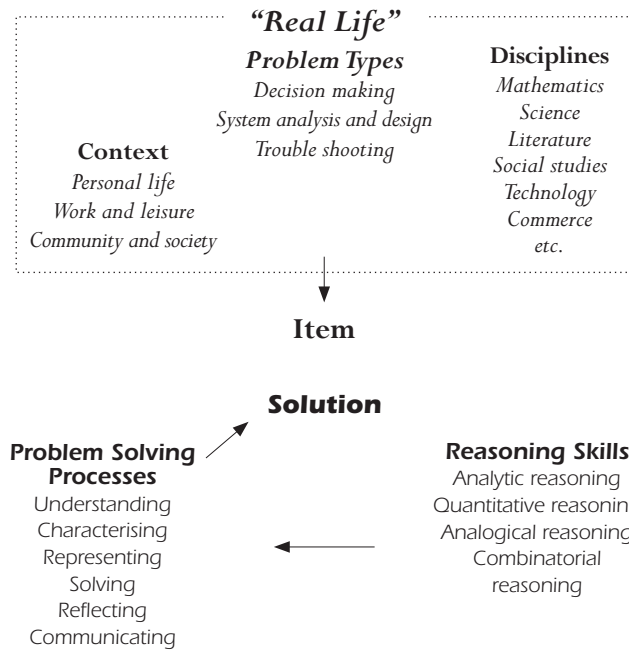 “Real Life”
Problem Types
Decision making
System analysis and design
Trouble shooting
Disciplines
Mathematics
Science
Literature
Social studies
Technology
Commerce
etc.
Context
Personal life
Work and leisure
Community and society
Item
Solution
Problem Solving
Processes
Understanding
Characterising
Representing
Solving
Reflecting
Communicating
Reasoning Skills
Analytic reasoning
Quantitative reasonin
Analogical reasoning
Combinatorial
reasoning